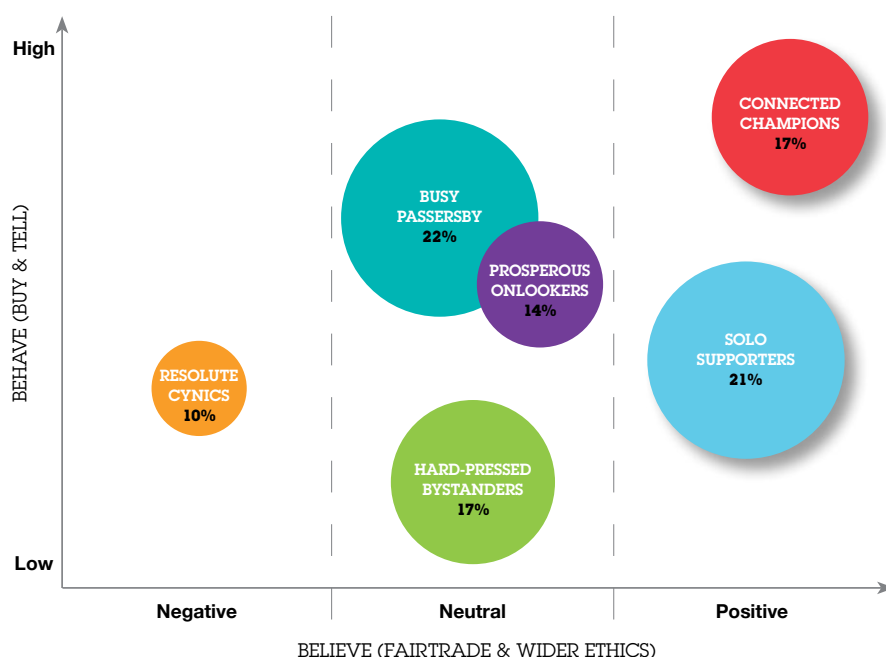 High
CONNECTED
CHAMPIONS
17%
BUSY
PASSERSBY
22%
PROSPEROUS
ONLOOKERS
14%
SOLO
SUPPORTERS
21%
RESOLUTE
CYNICS
10%
HARD-PRESSED
BYSTANDERS
17%
BEHAVE (BUY & TELL)
Low
Negative
Neutral
Positive
BELIEVE (FAIRTRADE & WIDER ETHICS)